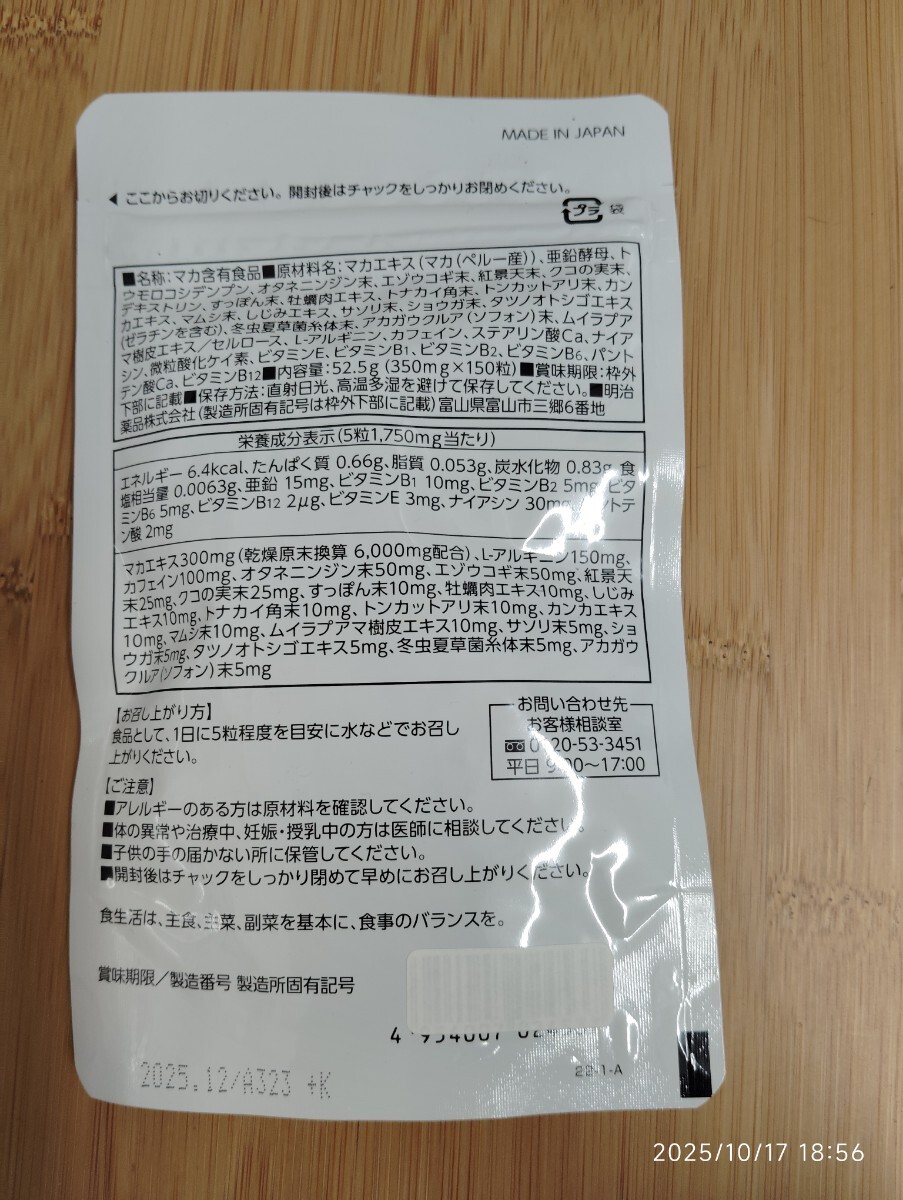 MADE IN JAPAN
◀ ここからお切りください。開封後はチャックをしっかりお閉めください。
プラ 袋
■名称:マカ含有食品■原材料名:マカエキス(マカ(ペルー産))、亜鉛酵母、ト
ウモロコシデンプン、オタネニンジン末、エゾウコギ末、紅景天末、クコの実末、
デキストリン、すっぽん末、牡蠣肉エキス、トナカイ角末、トンカットアリ末、カン
カエキス、マムシ末、しじみエキス、サソリ末、ショウガ末、タツノオトシゴエキス
(ゼラチンを含む)、冬虫夏草菌糸体末、アカガウクルア(ソフォン)末、ムイラプア
マ樹皮エキス/セルロース、L-アルギニン、カフェイン、ステアリン酸Ca、ナイア
シン、微粒酸化ケイ素、ビタミンE、ビタミンB1、ビタミンB2、ビタミンB6、パント
テン酸Ca、ビタミンB12■内容量:52.5g(350mg×150粒)■賞味期限:枠外
下部に記載■保存方法:直射日光、高温多湿を避けて保存してください。■明治
薬品株式会社(製造所固有記号は枠外下部に記載)富山県富山市三郷6番地
栄養成分表示(5粒1,750mg当たり)
エネルギー 6.4kcal、たんぱく質 0.66g、脂質 0.053g、炭水化物 0.83g、食
塩相当量 0.0063g、亜鉛 15mg、ビタミンB1 10mg、ビタミンB2 5mg、ビタ
ミンB6 5mg、ビタミンB12 2μg、ビタミンE 3mg、ナイアシン 30mg、パントテ
ン酸 2mg
マカエキス300mg(乾燥原末換算 6,000mg配合)、L-アルギニン150mg、
カフェイン100mg、オタネニンジン末50mg、エゾウコギ末50mg、紅景天
末25mg、クコの実末25mg、すっぽん末10mg、牡蠣肉エキス10mg、しじみ
エキス10mg、トナカイ角末10mg、トンカットアリ末10mg、カンカエキス
10mg、マムシ末10mg、ムイラプアマ樹皮エキス10mg、サソリ末5mg、ショ
ウガ末5mg、タツノオトシゴエキス5mg、冬虫夏草菌糸体末5mg、アカガウ
クルア(ソフォン)末5mg
【お召し上がり方】
食品として、1日に5粒程度を目安に水などでお召し
上がりください。
お問い合わせ先
お客様相談室
0120-53-3451
平日 9:00~17:00
【ご注意】
■アレルギーのある方は原材料を確認してください。
■体の異常や治療中、妊娠・授乳中の方は医師に相談してください。
■子供の手の届かない所に保管してください。
■開封後はチャックをしっかり閉めて早めにお召し上がりください。
食生活は、主食、主菜、副菜を基本に、食事のバランスを。
賞味期限/製造番号 製造所固有記号
2025.12/A323 +K
22-1-A
2025/10/17 18:56